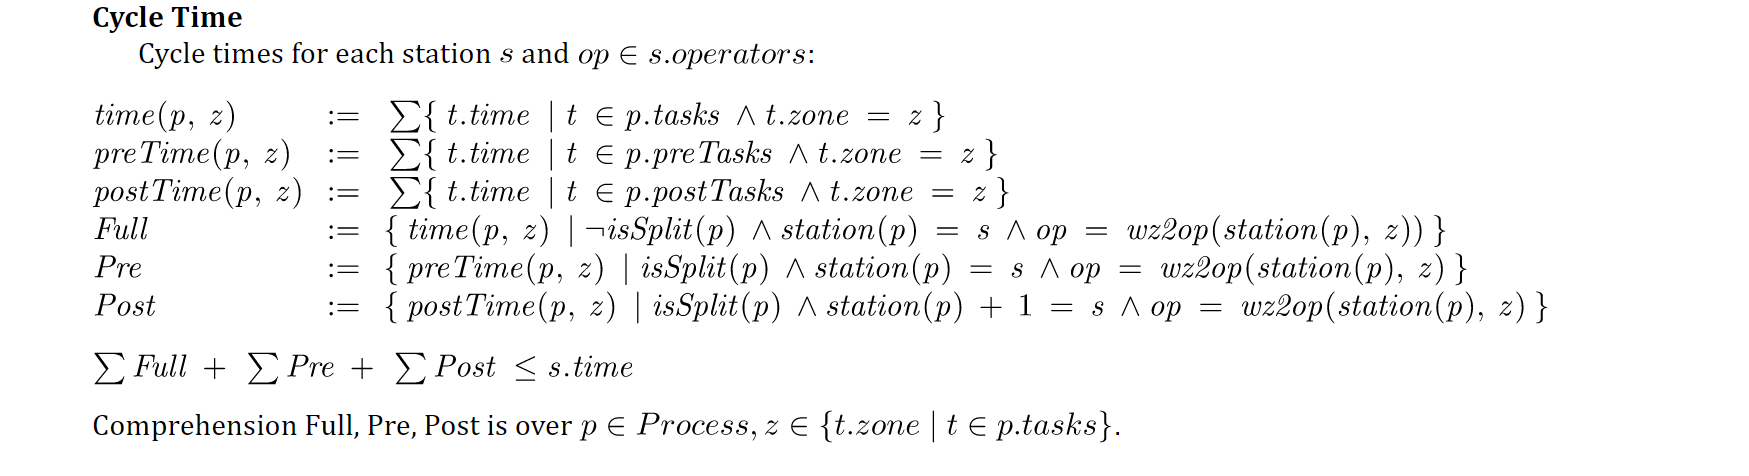 Cycle Time
Cycle times for each station s and op ∈ s.operators:
time(p, z) := ∑{ t.time | t ∈ p.tasks ∧ t.zone = z }
preTime(p, z) := ∑{ t.time | t ∈ p.preTasks ∧ t.zone = z }
postTime(p, z) := ∑{ t.time | t ∈ p.postTasks ∧ t.zone = z }
Full := { time(p, z) | ¬isSplit(p) ∧ station(p) = s ∧ op = wz2op(station(p), z)) }
Pre := { preTime(p, z) | isSplit(p) ∧ station(p) = s ∧ op = wz2op(station(p), z) }
Post := { postTime(p, z) | isSplit(p) ∧ station(p) + 1 = s ∧ op = wz2op(station(p), z) }
∑ Full + ∑ Pre + ∑ Post ≤ s.time
Comprehension Full, Pre, Post is over p ∈ Process, z ∈ {t.zone | t ∈ p.tasks}.